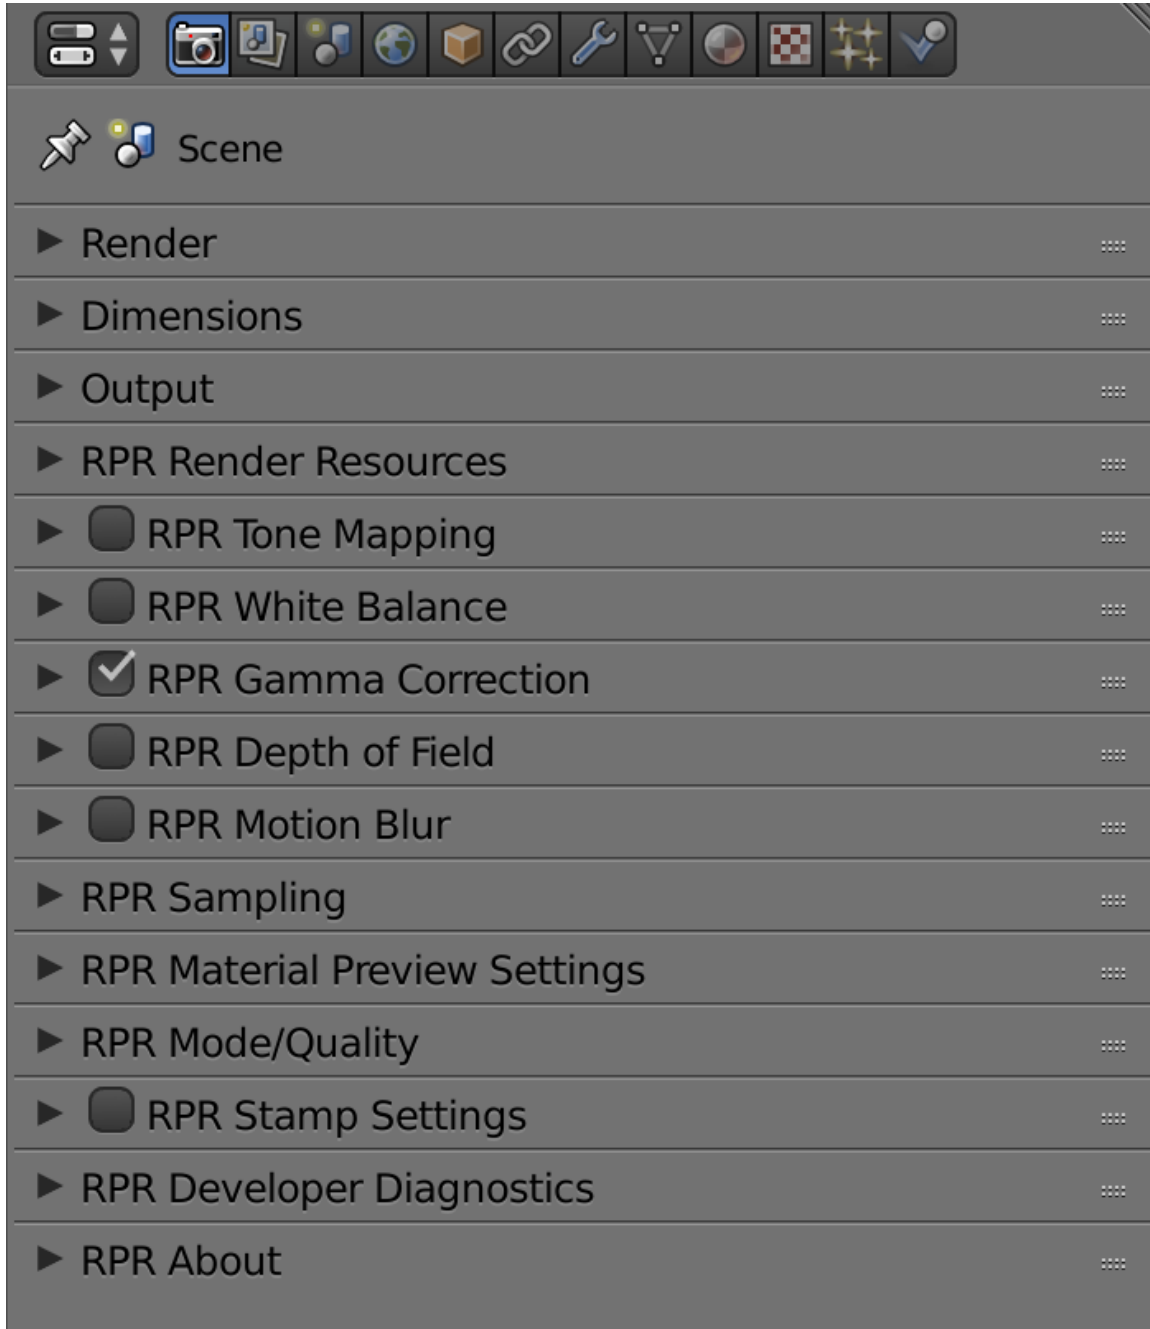 Scene
Render
Dimensions
Output
RPR Render Resources
RPR Tone Mapping
RPR White Balance
RPR Gamma Correction
RPR Depth of Field
RPR Motion Blur
RPR Sampling
RPR Material Preview Settings
RPR Mode/Quality
RPR Stamp Settings
RPR Developer Diagnostics
RPR About